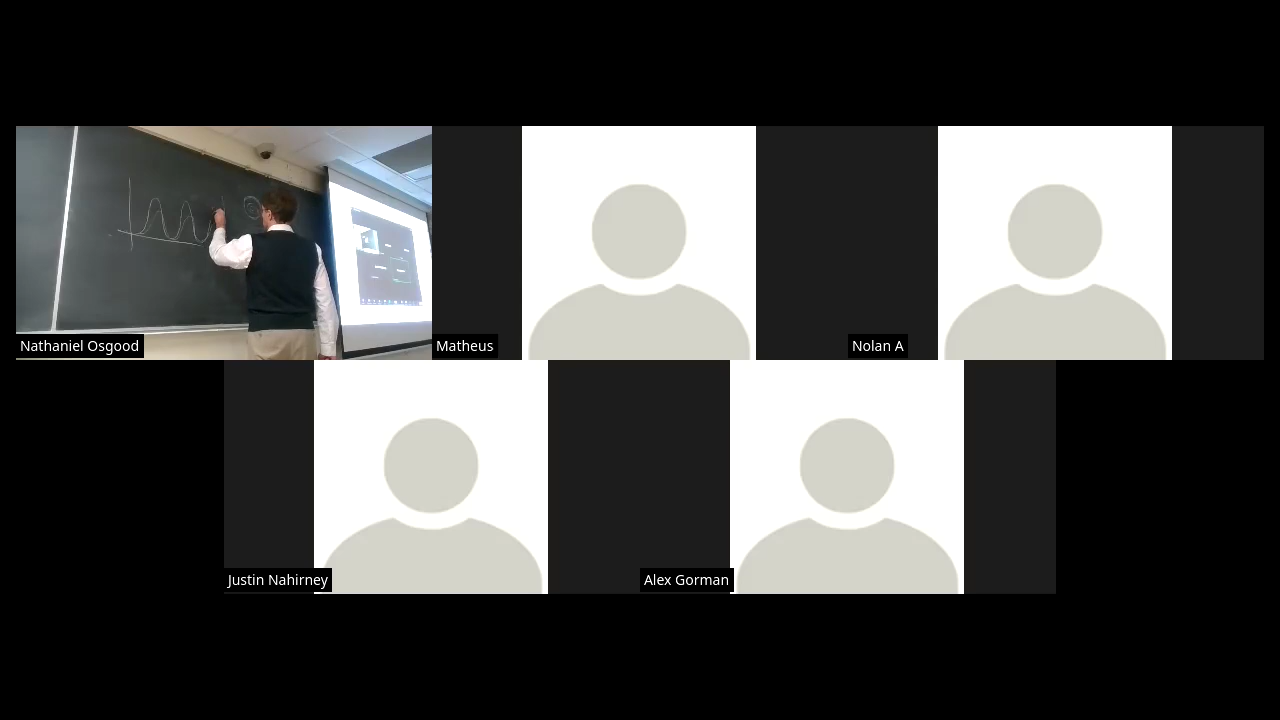 Nathaniel Osgood
Matheus
Nolan A
Justin Nahirney
Alex Gorman